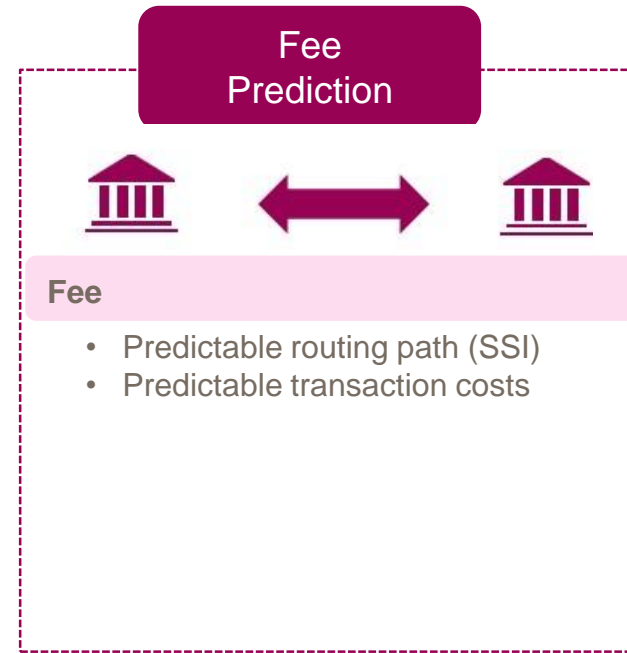 Fee
Prediction
Fee
• Predictable routing path (SSI)
• Predictable transaction costs